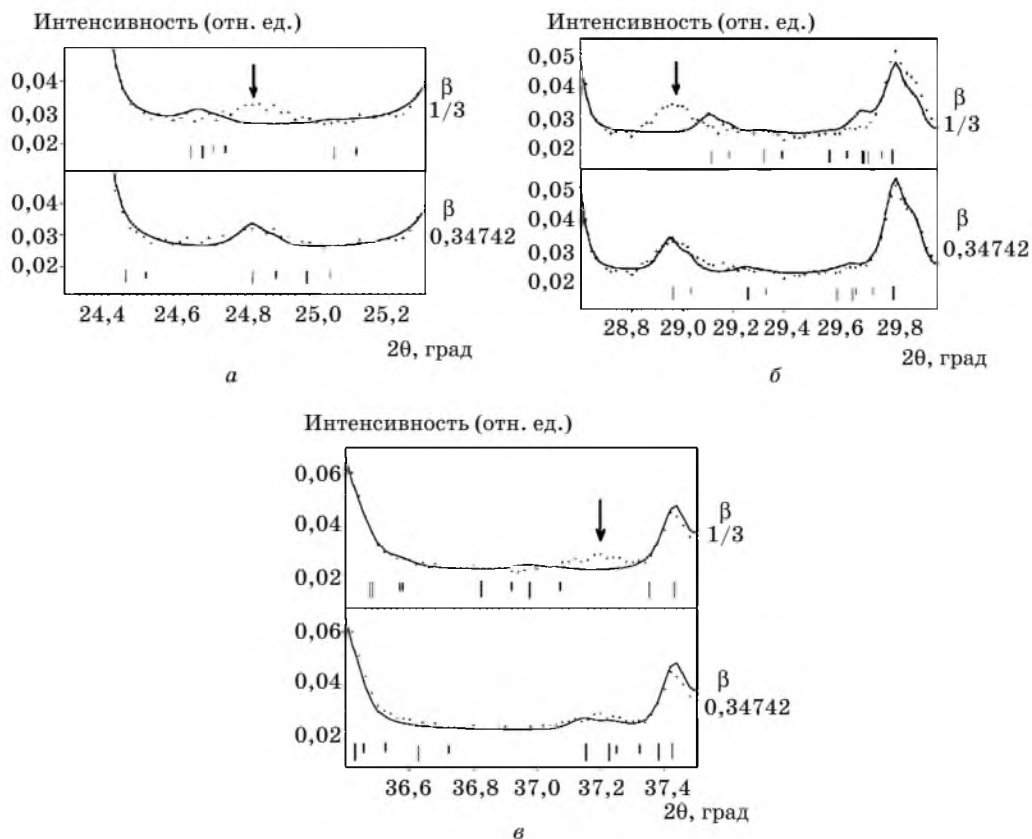 Интенсивность (отн. ед.)
0,04
0,03
0,02
β
1/3
0,04
0,03
0,02
β
0,34742
24,4 24,6 24,8 25,0 25,2
2θ, град
а
Интенсивность (отн. ед.)
0,05
0,04
0,03
0,02
β
1/3
0,05
0,04
0,03
0,02
β
0,34742
28,8 29,0 29,2 29,4 29,6 29,8
2θ, град
б
Интенсивность (отн. ед.)
0,06
0,04
0,02
β
1/3
0,06
0,04
0,02
β
0,34742
36,6 36,8 37,0 37,2 37,4
2θ, град
в